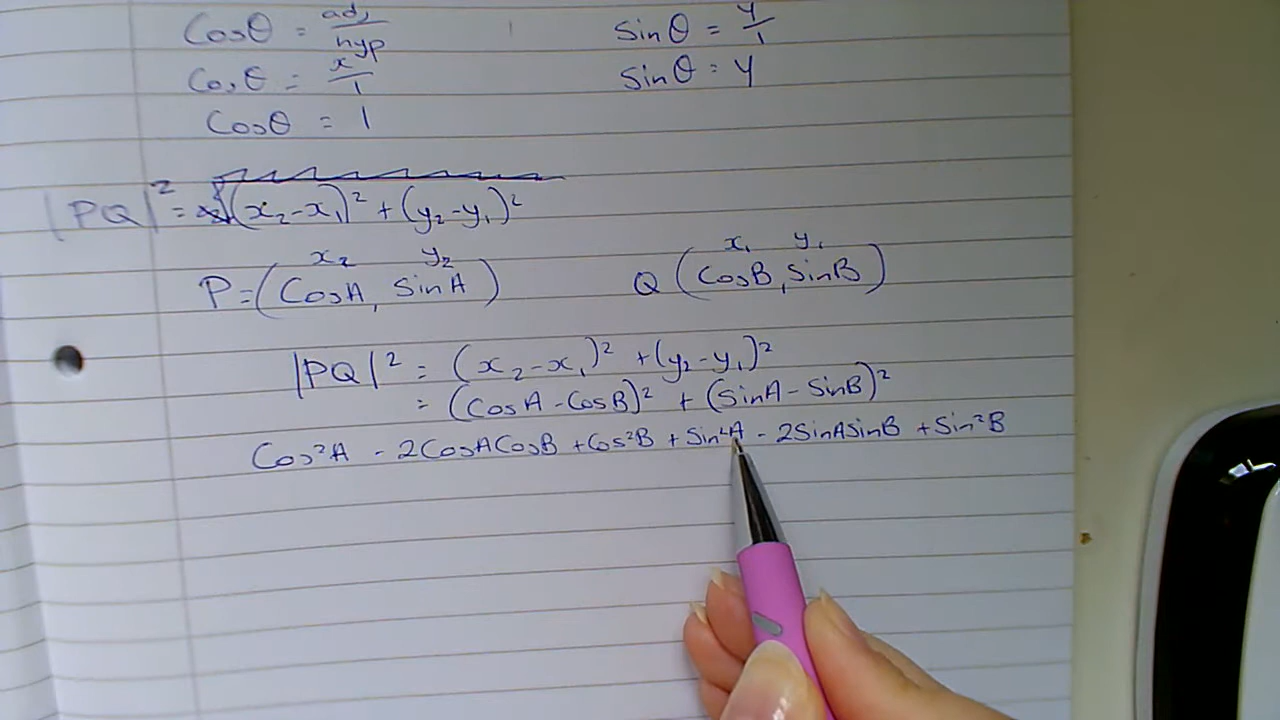 Cosθ = adj/hyp    Sinθ = y/1
Cosθ = x/1    Sinθ = y
Cosθ = 1
|PQ|² = (x₂-x₁)² + (y₂-y₁)²
x₂ y₂    x₁ y₁
P = (CosA, SinA)    Q (CosB, SinB)
|PQ|² = (x₂-x₁)² + (y₂-y₁)²
= (CosA - CosB)² + (SinA - SinB)²
Cos²A - 2CosACosB + Cos²B + Sin²A - 2SinASinB + Sin²B